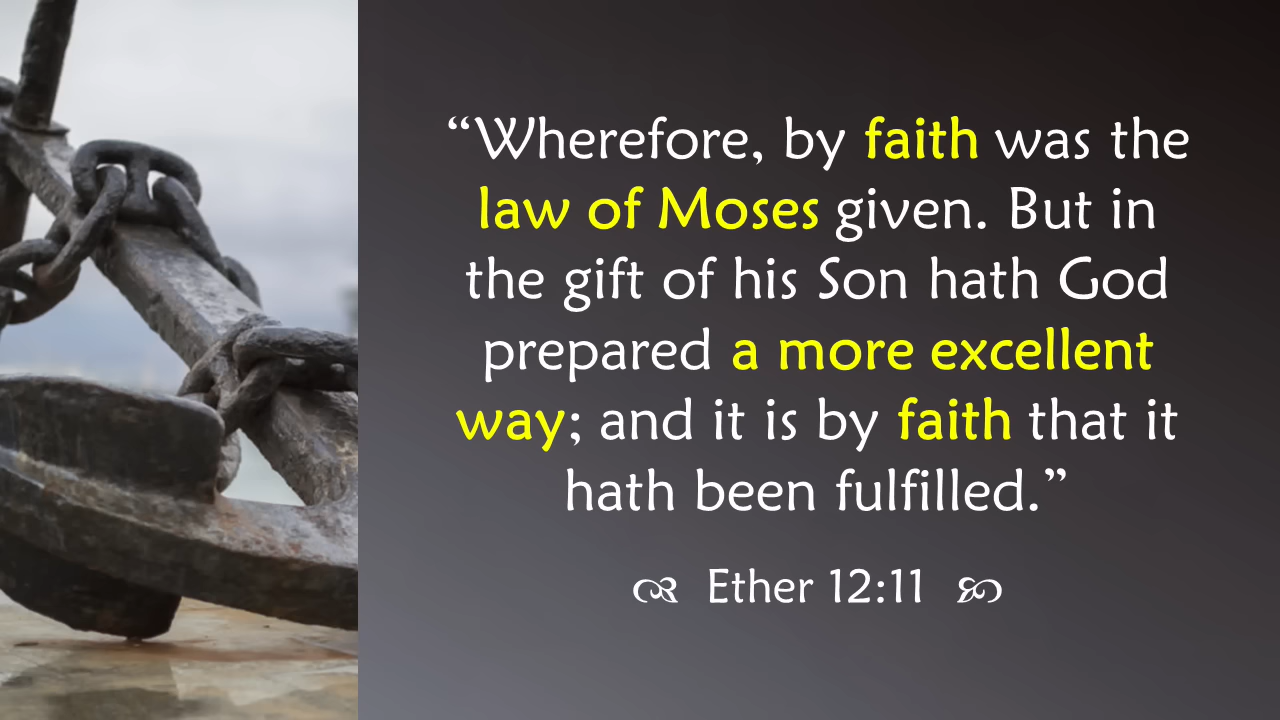 “Wherefore, by faith was the
law of Moses given. But in
the gift of his Son hath God
prepared a more excellent
way; and it is by faith that it
hath been fulfilled.”
Ether 12:11